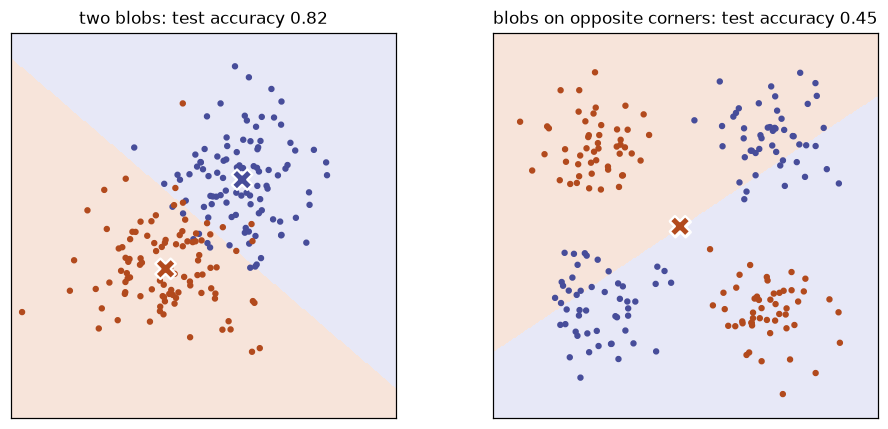 two blobs: test accuracy 0.82
blobs on opposite corners: test accuracy 0.45